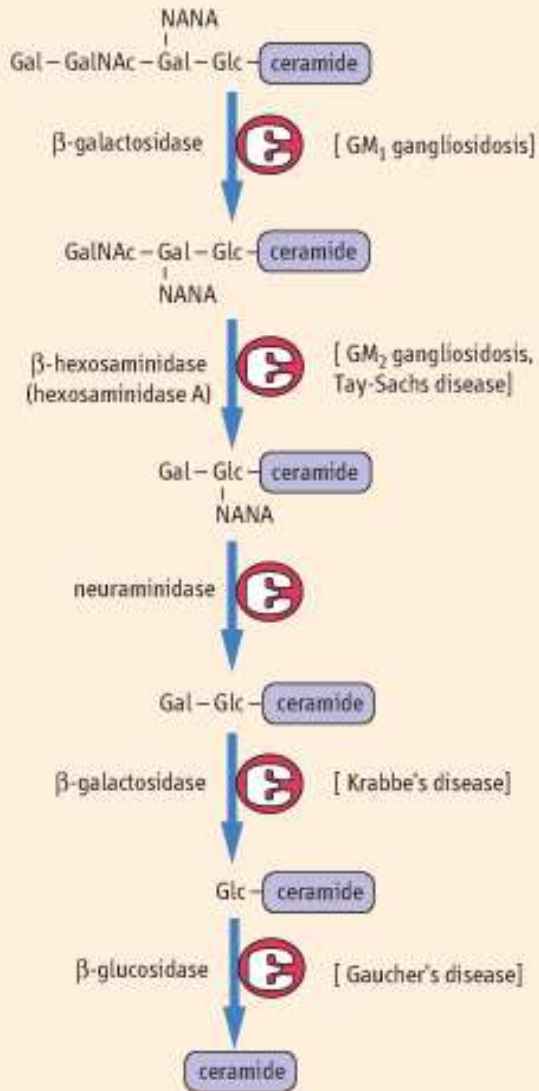 NANA
Gal – GalNAc – Gal – Glc – ceramide
β-galactosidase [ GM₁ gangliosidosis]
GalNAc – Gal – Glc – ceramide
NANA
β-hexosaminidase
(hexosaminidase A)
[ GM₂ gangliosidosis,
Tay-Sachs disease]
Gal – Glc – ceramide
NANA
neuraminidase
Gal – Glc – ceramide
β-galactosidase [ Krabbe's disease]
Glc – ceramide
β-glucosidase [ Gaucher's disease]
ceramide